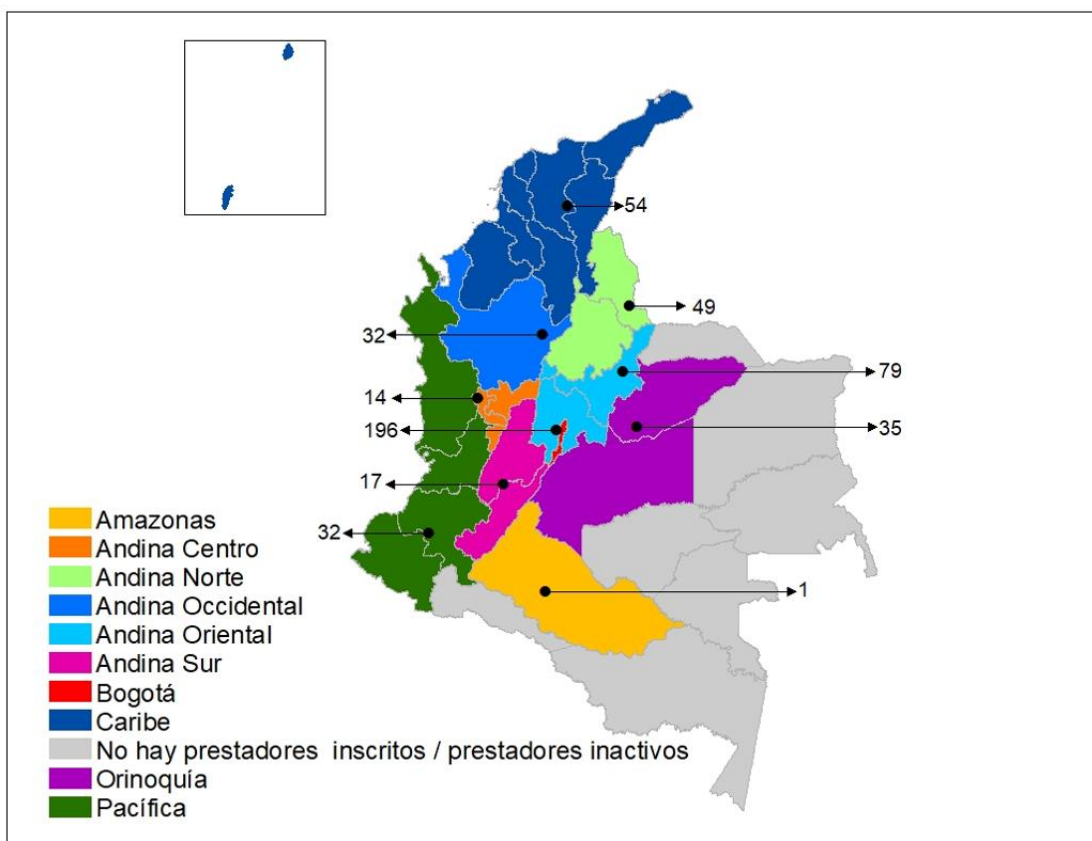 54
49
32
79
14
196
35
17
32
1
Amazonas
Andina Centro
Andina Norte
Andina Occidental
Andina Oriental
Andina Sur
Bogotá
Caribe
No hay prestadores  inscritos / prestadores inactivos
Orinoquía
Pacífica